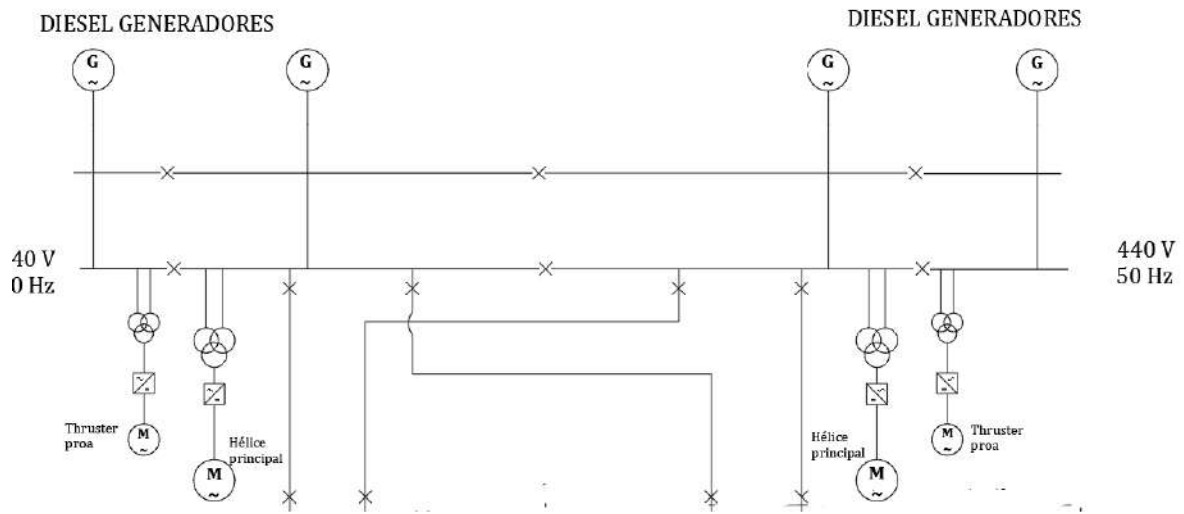 DIESEL GENERADORES
DIESEL GENERADORES
G
~
G
~
G
~
G
~
40 V
0 Hz
440 V
50 Hz
Thruster
proa
M
~
Hélice
principal
M
~
Hélice
principal
M
~
Thruster
proa
M
~